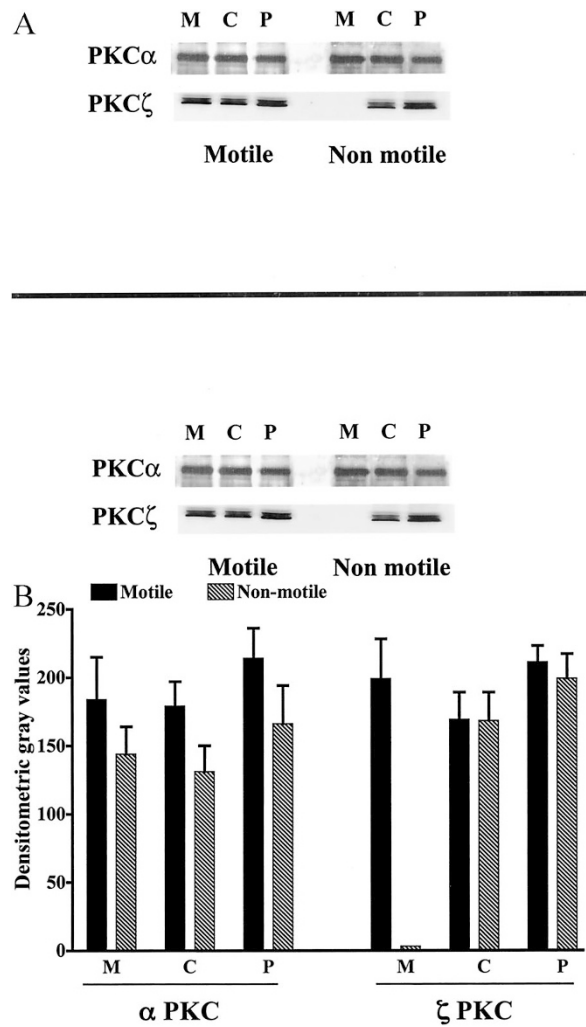 A
M C P M C P
PKCα
PKCζ
Motile Non motile
M C P M C P
PKCα
PKCζ
Motile Non motile
B
Motile Non-motile
Densitometric gray values
250
200
150
100
50
0
M C P M C P
α PKC ζ PKC